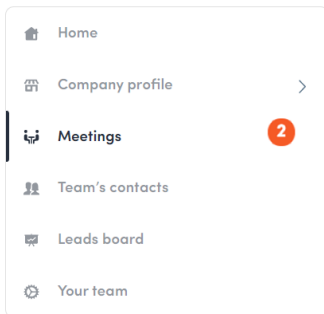 Home
Company profile
Meetings 2
Team's contacts
Leads board
Your team